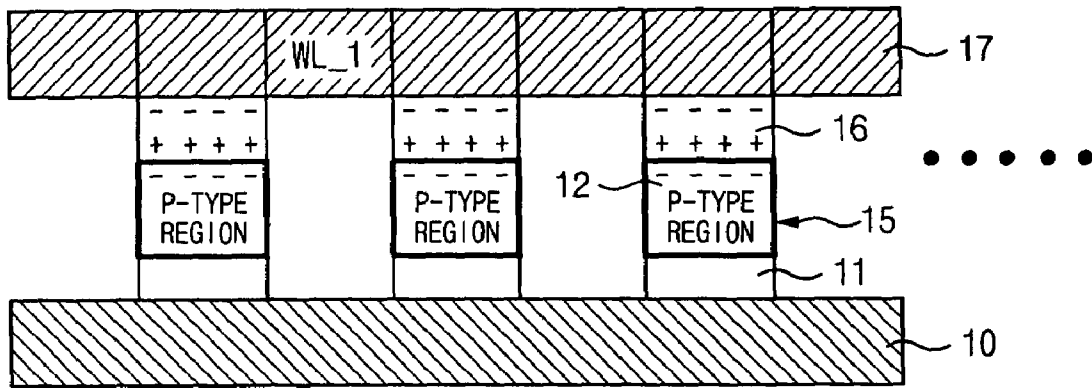 WL_1
17
- - - -
- - - -
- - - -
16
+ + + +
+ + + +
+ + + +
- - - -
- - - -
12
- - - -
P-TYPE
REGION
P-TYPE
REGION
P-TYPE
REGION
15
11
10